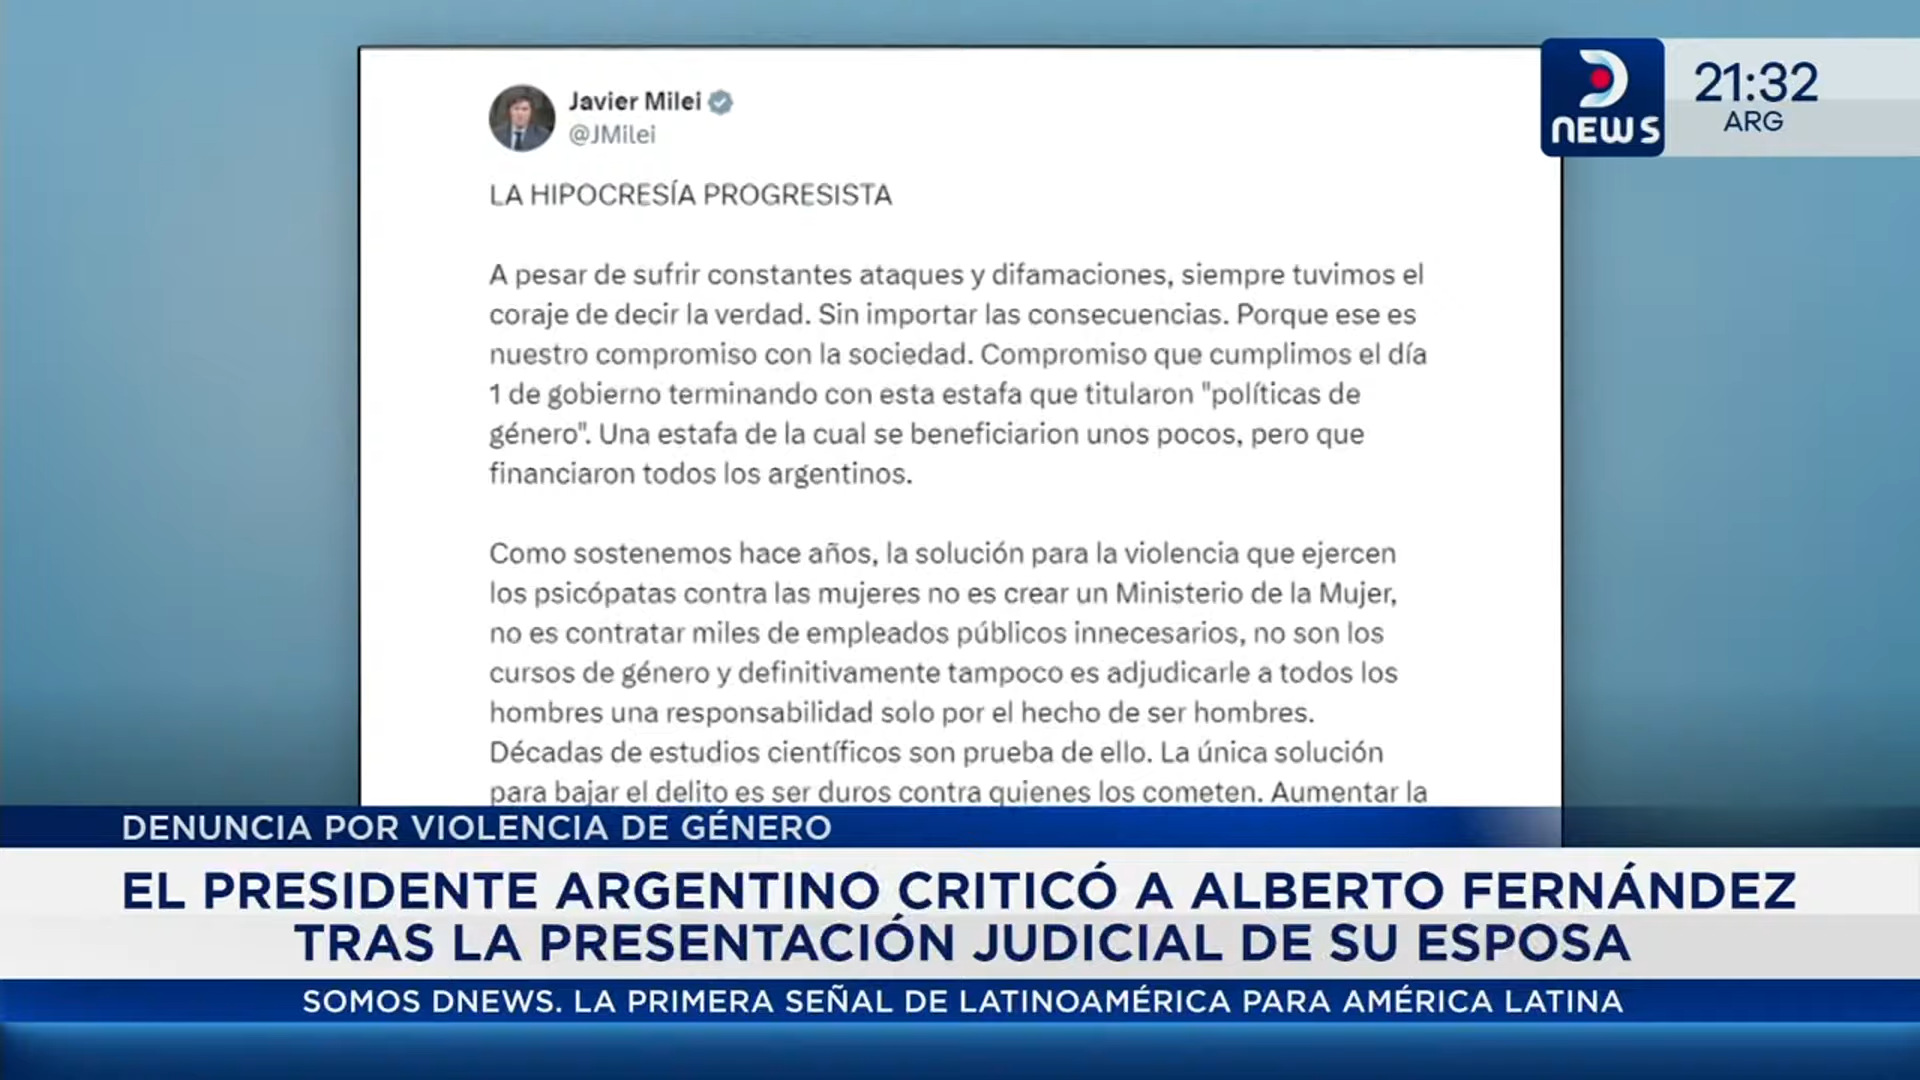 Javier Milei
@JMilei
LA HIPOCRESÍA PROGRESISTA
A pesar de sufrir constantes ataques y difamaciones, siempre tuvimos el
coraje de decir la verdad. Sin importar las consecuencias. Porque ese es
nuestro compromiso con la sociedad. Compromiso que cumplimos el día
1 de gobierno terminando con esta estafa que titularon "políticas de
género". Una estafa de la cual se beneficiarion unos pocos, pero que
financiaron todos los argentinos.
Como sostenemos hace años, la solución para la violencia que ejercen
los psicópatas contra las mujeres no es crear un Ministerio de la Mujer,
no es contratar miles de empleados públicos innecesarios, no son los
cursos de género y definitivamente tampoco es adjudicarle a todos los
hombres una responsabilidad solo por el hecho de ser hombres.
Décadas de estudios científicos son prueba de ello. La única solución
para bajar el delito es ser duros contra quienes los cometen. Aumentar la
D NEWS
21:32
ARG
DENUNCIA POR VIOLENCIA DE GÉNERO
EL PRESIDENTE ARGENTINO CRITICÓ A ALBERTO FERNÁNDEZ
TRAS LA PRESENTACIÓN JUDICIAL DE SU ESPOSA
SOMOS DNEWS. LA PRIMERA SEÑAL DE LATINOAMÉRICA PARA AMÉRICA LATINA